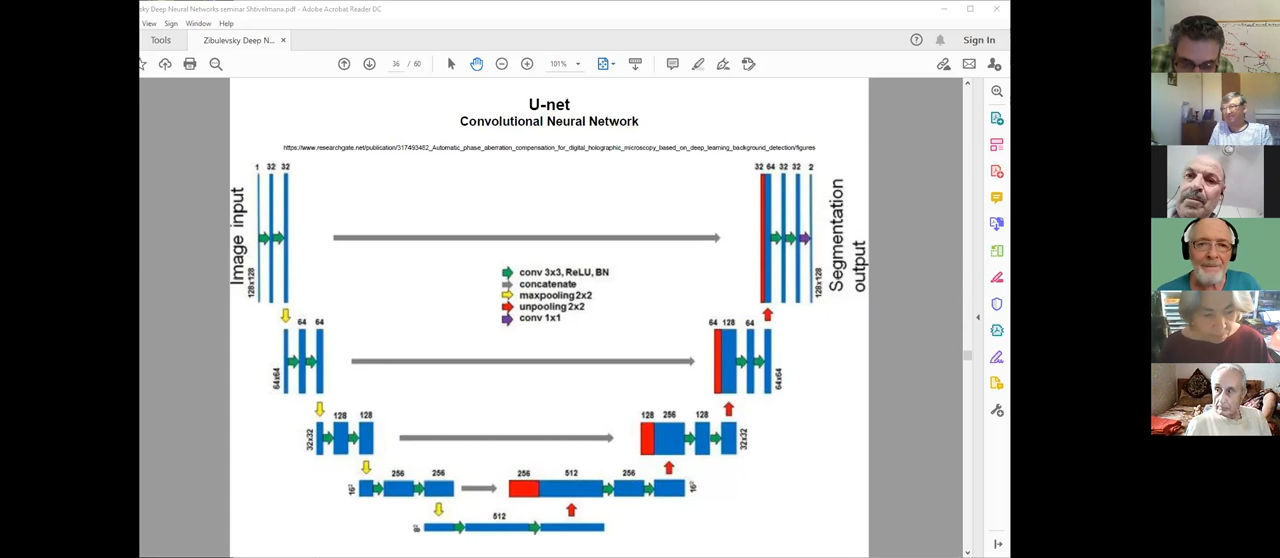 sky Deep Neural Networks seminar Shtivelmana.pdf - Adobe Acrobat Reader DC
View Sign Window Help
Tools
Zibulevsky Deep N... ×
Sign In
36 / 60
101%
U-net
Convolutional Neural Network
https://www.researchgate.net/publication/317493482_Automatic_phase_aberration_compensation_for_digital_holographic_microscopy_based_on_deep_learning_background_detection/figures
1 32 32
32 64 32 32 2
Image input
128x128
128x128
Segmentation
output
conv 3x3, ReLU, BN
concatenate
maxpooling 2x2
unpooling 2x2
conv 1x1
64 64
64 128 64
64x64
64x64
128 128
128 256 128
32x32
32x32
256 256
256 512 256
16²
16²
512
8²